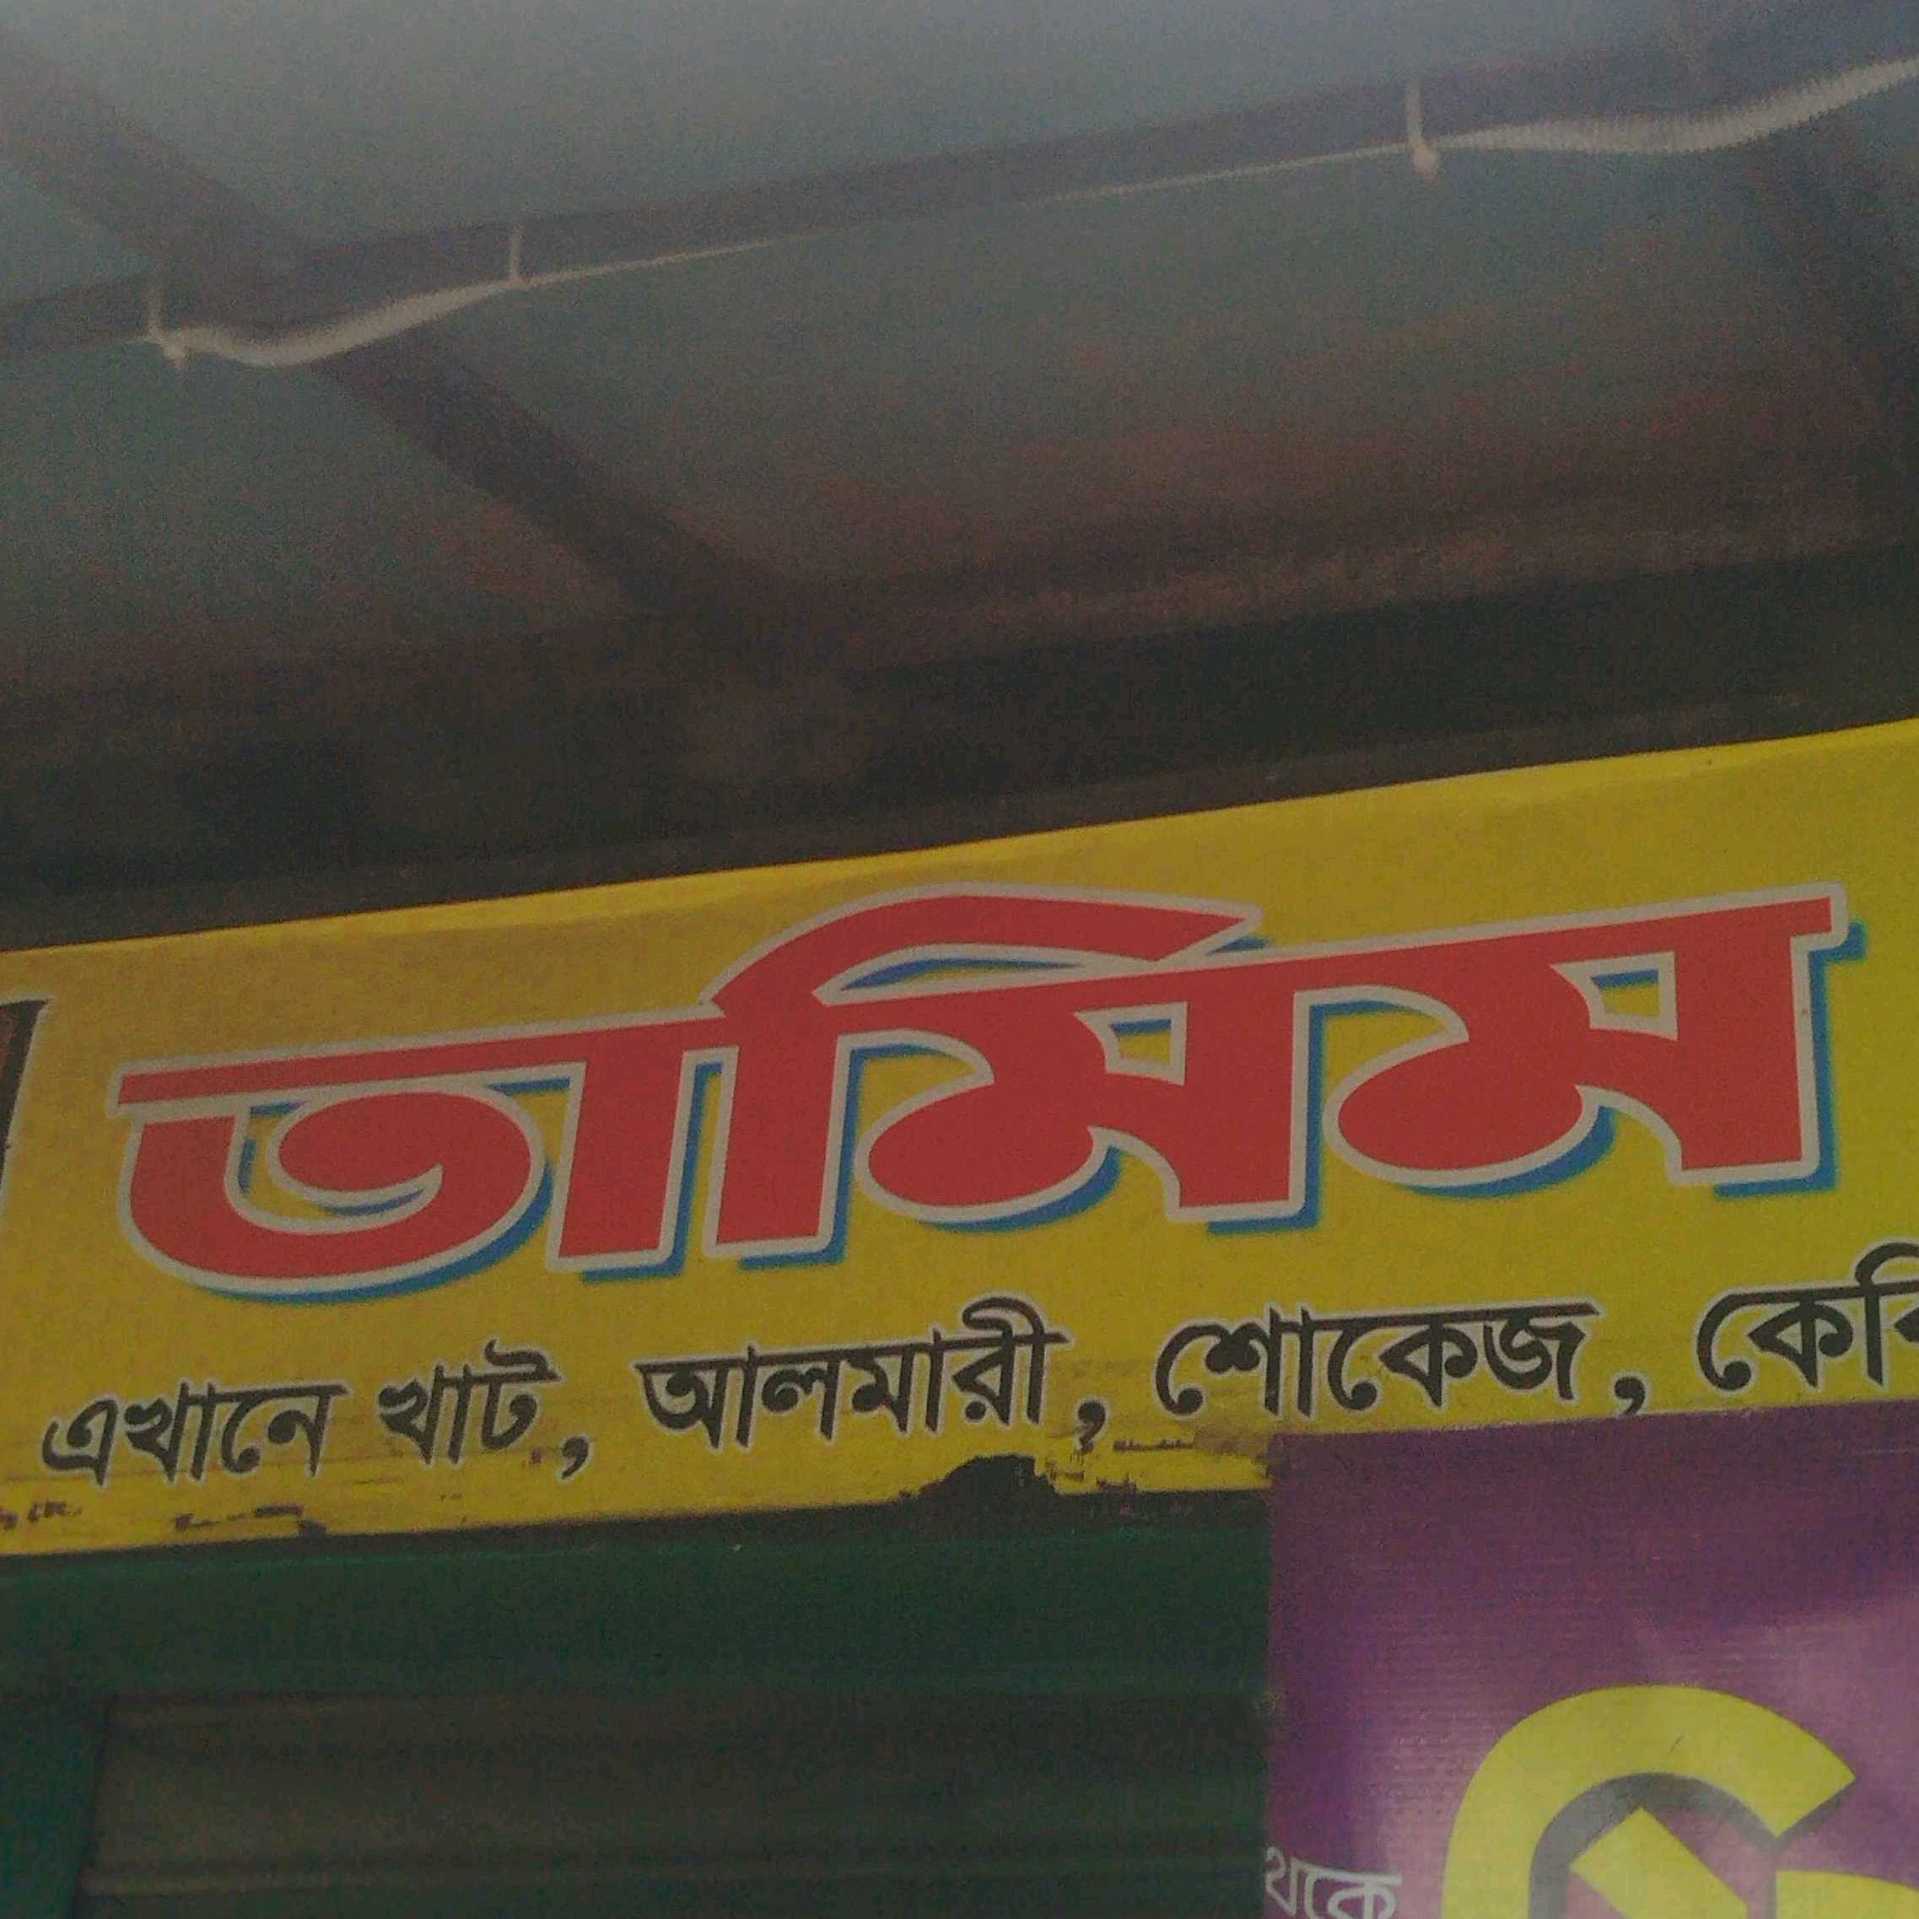 তামিম
এখানে খাট, আলমারী, শোকেজ,
থেকে